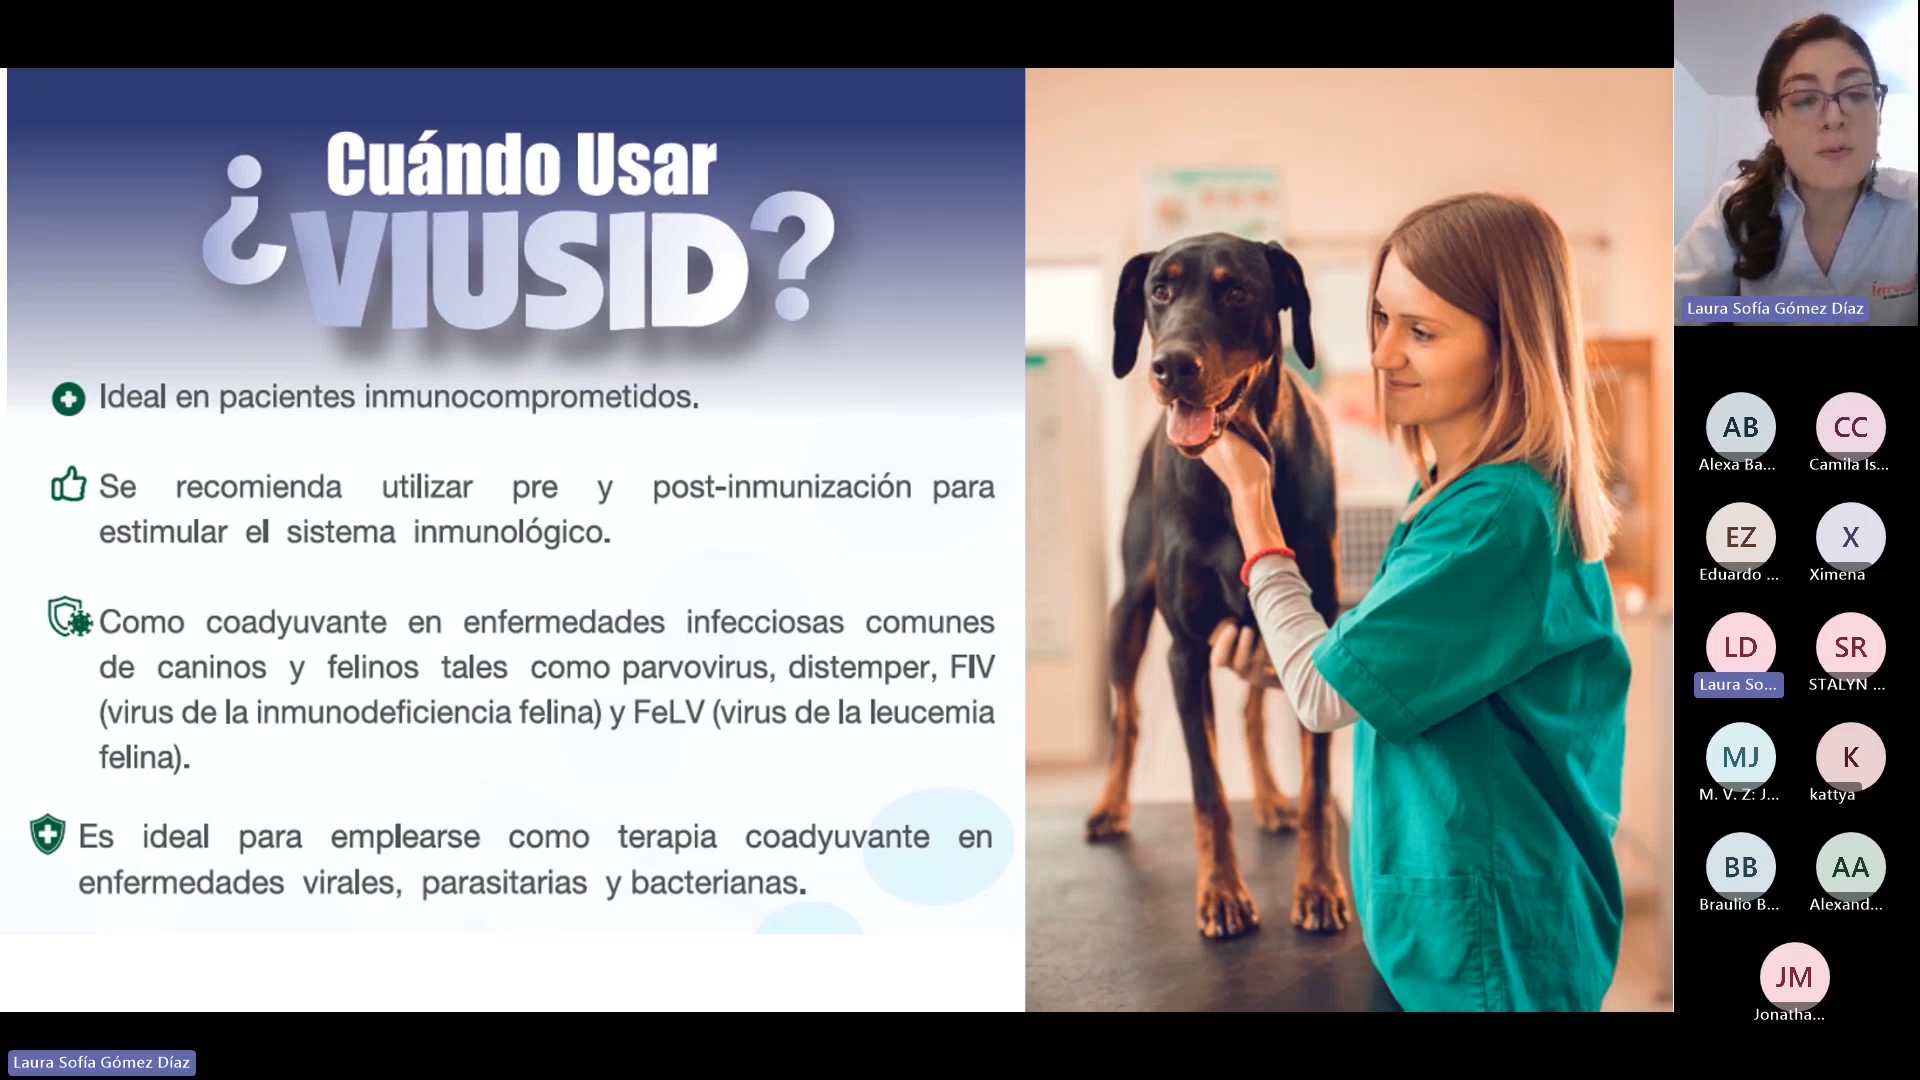 Cuándo Usar
¿VIUSID?
Ideal en pacientes inmunocomprometidos.
Se recomienda utilizar pre y post-inmunización para
estimular el sistema inmunológico.
Como coadyuvante en enfermedades infecciosas comunes
de caninos y felinos tales como parvovirus, distemper, FIV
(virus de la inmunodeficiencia felina) y FeLV (virus de la leucemia
felina).
Es ideal para emplearse como terapia coadyuvante en
enfermedades virales, parasitarias y bacterianas.
Laura Sofía Gómez Díaz
AB
CC
Alexa Ba...
Camila Is...
EZ
X
Eduardo ...
Ximena
LD
SR
Laura So...
STALYN ...
MJ
K
M. V. Z: J...
kattya
BB
AA
Braulio B...
Alexand...
JM
Jonatha...
Laura Sofía Gómez Díaz